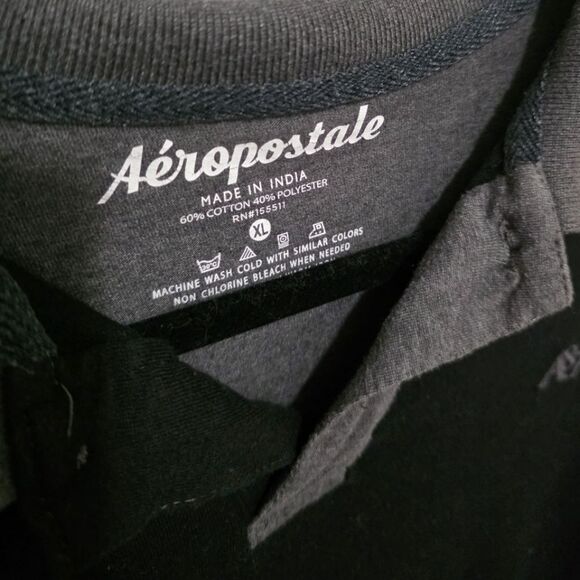 Aéropostale
MADE IN INDIA
60% COTTON 40% POLYESTER
RN#155511
XL
MACHINE WASH COLD WITH SIMILAR COLORS
NON CHLORINE BLEACH WHEN NEEDED